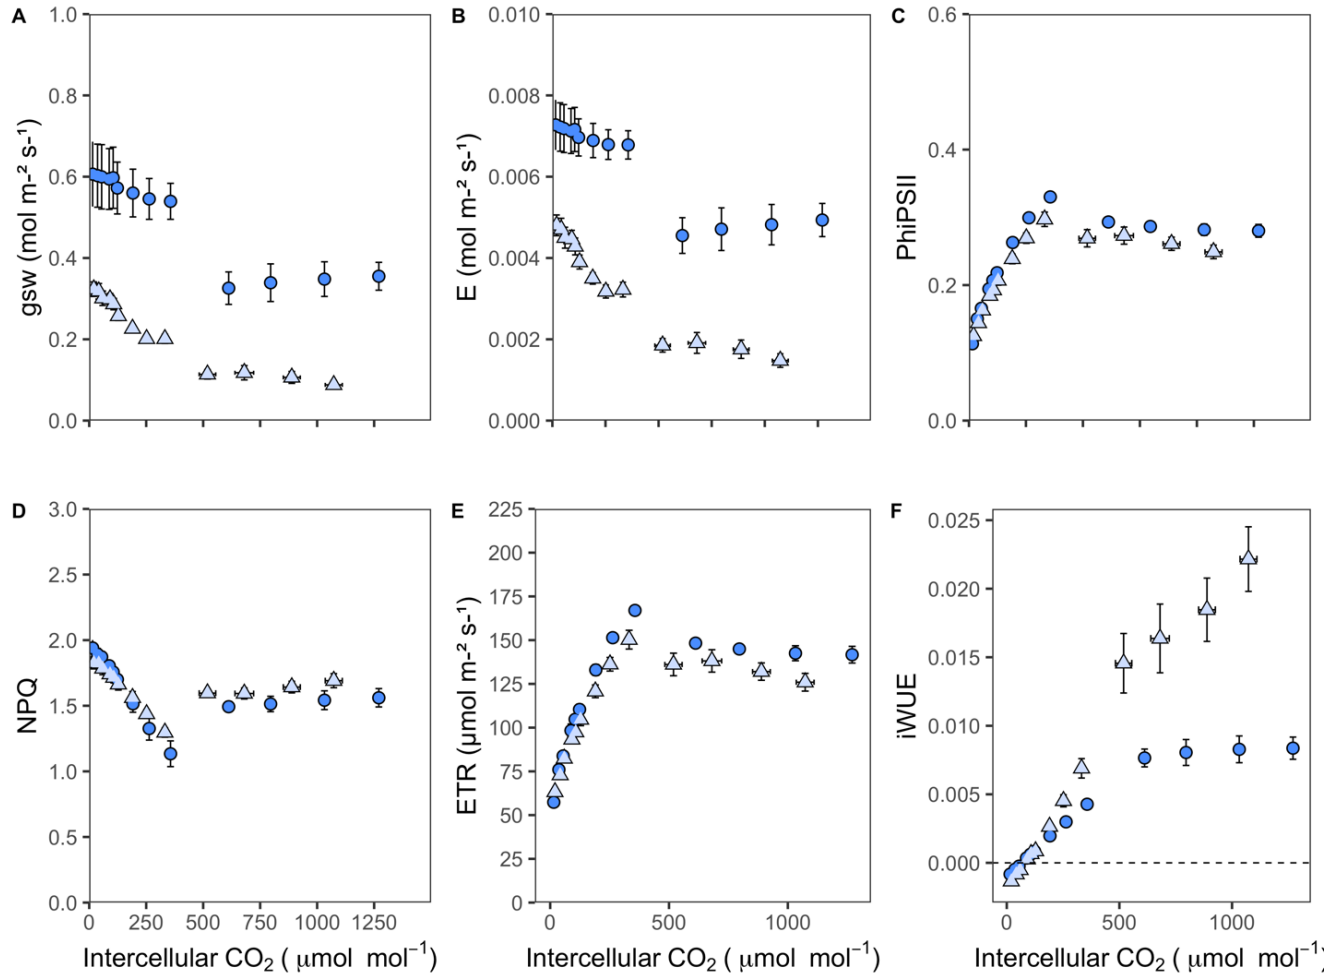 A
B
C
1.0
0.8
0.6
0.4
0.2
0.0
gsw (mol m-² s-¹)
0.010
0.008
0.006
0.004
0.002
0.000
E (mol m-² s-¹)
0.6
0.4
0.2
0.0
PhiPSII
D
E
F
3.0
2.5
2.0
1.5
1.0
0.5
0.0
NPQ
0 250 500 750 1000 1250
Intercellular CO₂ ( μmol mol⁻¹)
225
200
175
150
125
100
75
50
25
0
ETR (µmol m-² s-¹)
0 500 1000
Intercellular CO₂ ( μmol mol⁻¹)
0.025
0.020
0.015
0.010
0.005
0.000
iWUE
0 500 1000
Intercellular CO₂ ( μmol mol⁻¹)